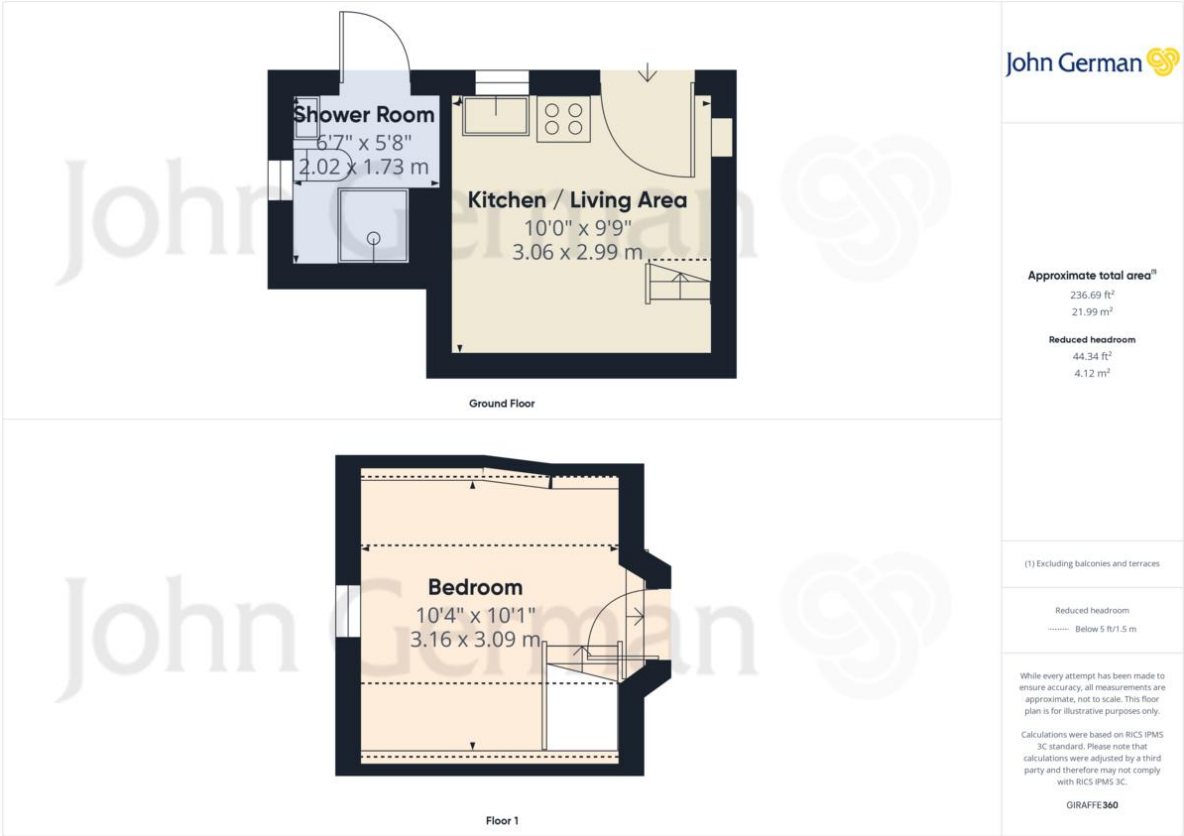 Shower Room
6'7" x 5'8"
2.02 x 1.73 m
Kitchen / Living Area
10'0" x 9'9"
3.06 x 2.99 m
John German
Ground Floor
Bedroom
10'4" x 10'1"
3.16 x 3.09 m
John German
Floor 1
John German
Approximate total area(1)
236.69 ft²
21.99 m²
Reduced headroom
44.34 ft²
4.12 m²
(1) Excluding balconies and terraces
Reduced headroom
Below 5 ft/1.5 m
While every attempt has been made to
ensure accuracy, all measurements are
approximate, not to scale. This floor
plan is for illustrative purposes only.
Calculations were based on RICS IPMS
3C standard. Please note that
calculations were adjusted by a third
party and therefore may not comply
with RICS IPMS 3C.
GIRAFFE360